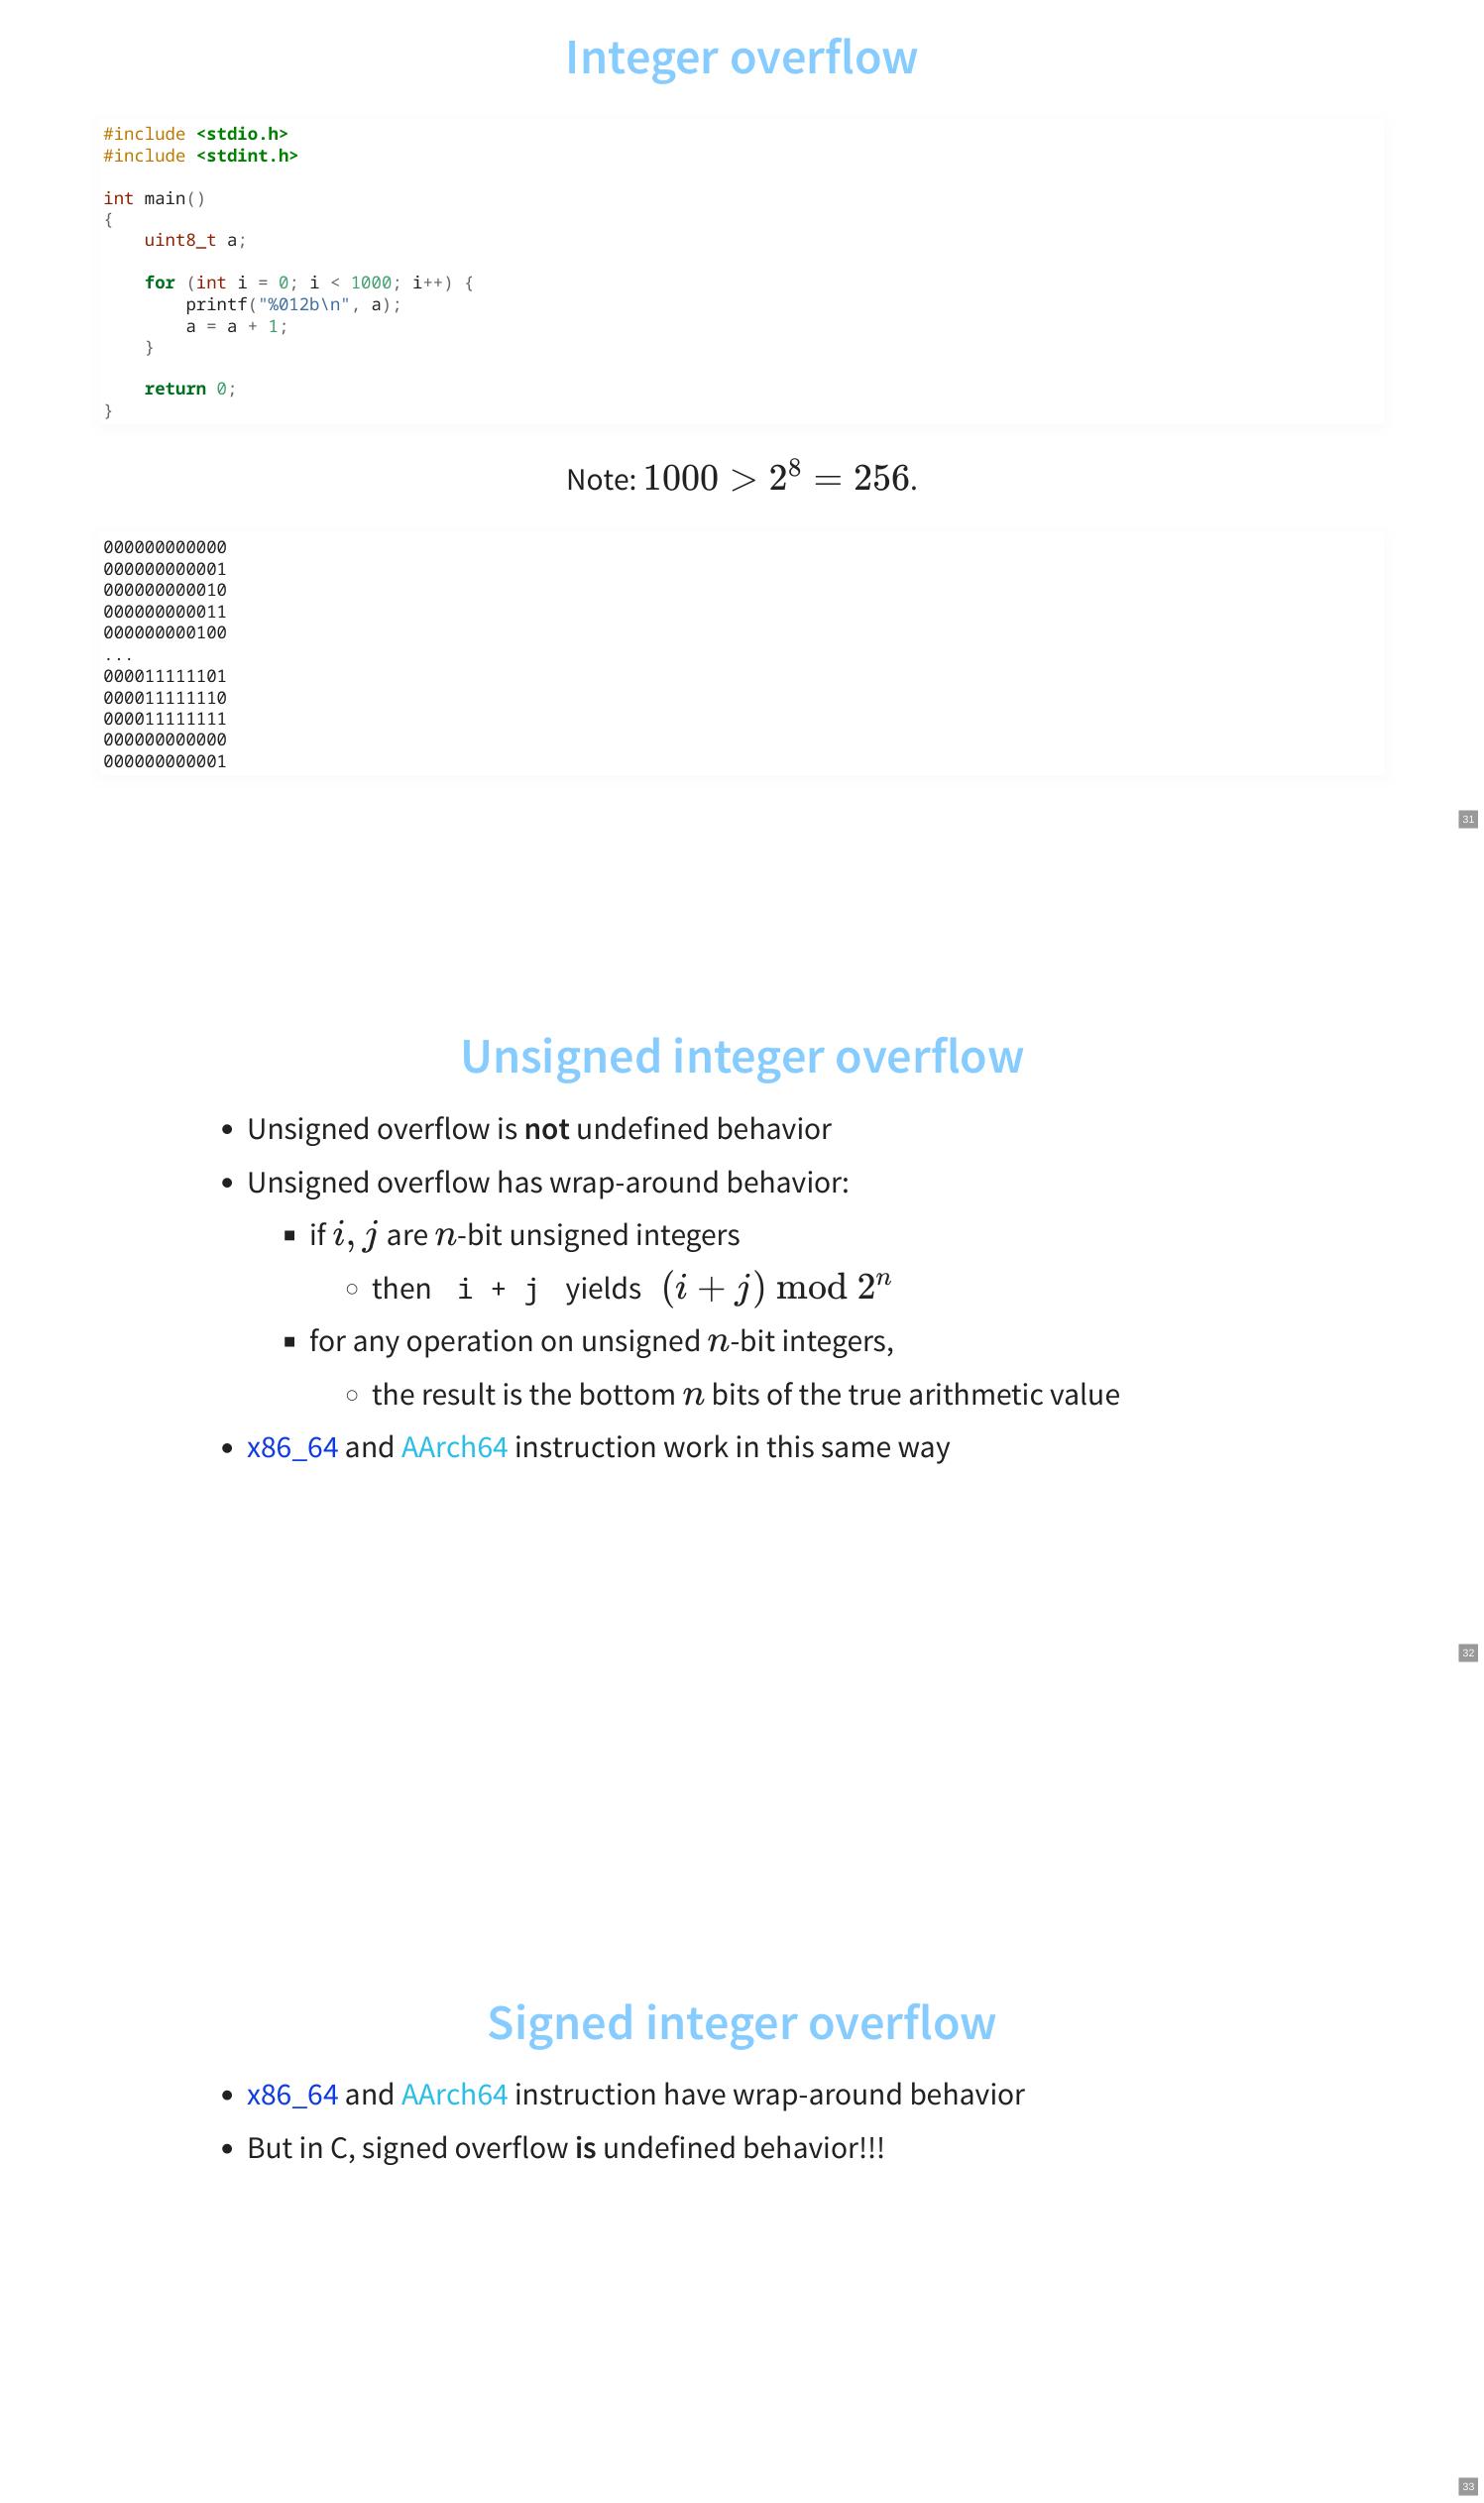 Integer overflow
#include <stdio.h>
#include <stdint.h>
int main()
{
    uint8_t a;
    for (int i = 0; i < 1000; i++) {
        printf("%012b\n", a);
        a = a + 1;
    }
    return 0;
}
Note: 1000 > 2⁸ = 256.
000000000000
000000000001
000000000010
000000000011
000000000100
...
000011111101
000011111110
000011111111
000000000000
000000000001
31
Unsigned integer overflow
• Unsigned overflow is not undefined behavior
• Unsigned overflow has wrap-around behavior:
▪ if i, j are n-bit unsigned integers
○ then i + j yields (i + j) mod 2ⁿ
▪ for any operation on unsigned n-bit integers,
○ the result is the bottom n bits of the true arithmetic value
• x86_64 and AArch64 instruction work in this same way
32
Signed integer overflow
• x86_64 and AArch64 instruction have wrap-around behavior
• But in C, signed overflow is undefined behavior!!!
33